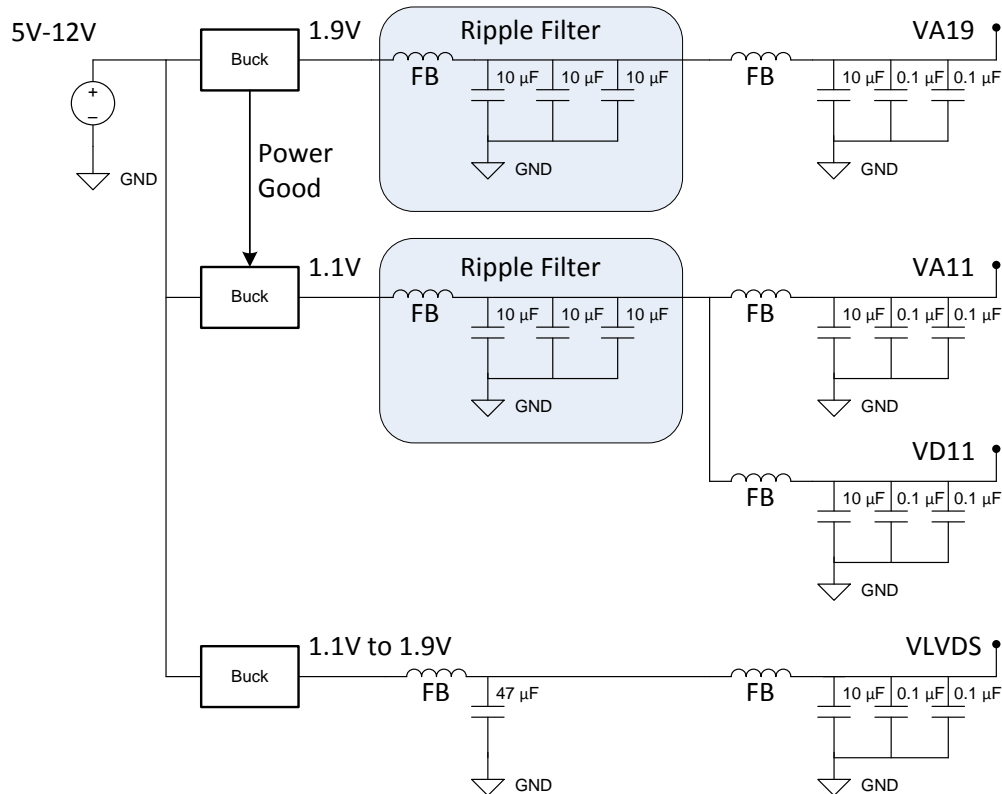 5V-12V
+
−
GND
Buck
1.9V
Ripple Filter
FB
10 µF 10 µF 10 µF
GND
FB
VA19
10 µF 0.1 µF 0.1 µF
GND
Power
Good
Buck
1.1V
Ripple Filter
FB
10 µF 10 µF 10 µF
GND
FB
VA11
10 µF 0.1 µF 0.1 µF
GND
VD11
FB
10 µF 0.1 µF 0.1 µF
GND
Buck
1.1V to 1.9V
FB
47 µF
GND
FB
VLVDS
10 µF 0.1 µF 0.1 µF
GND